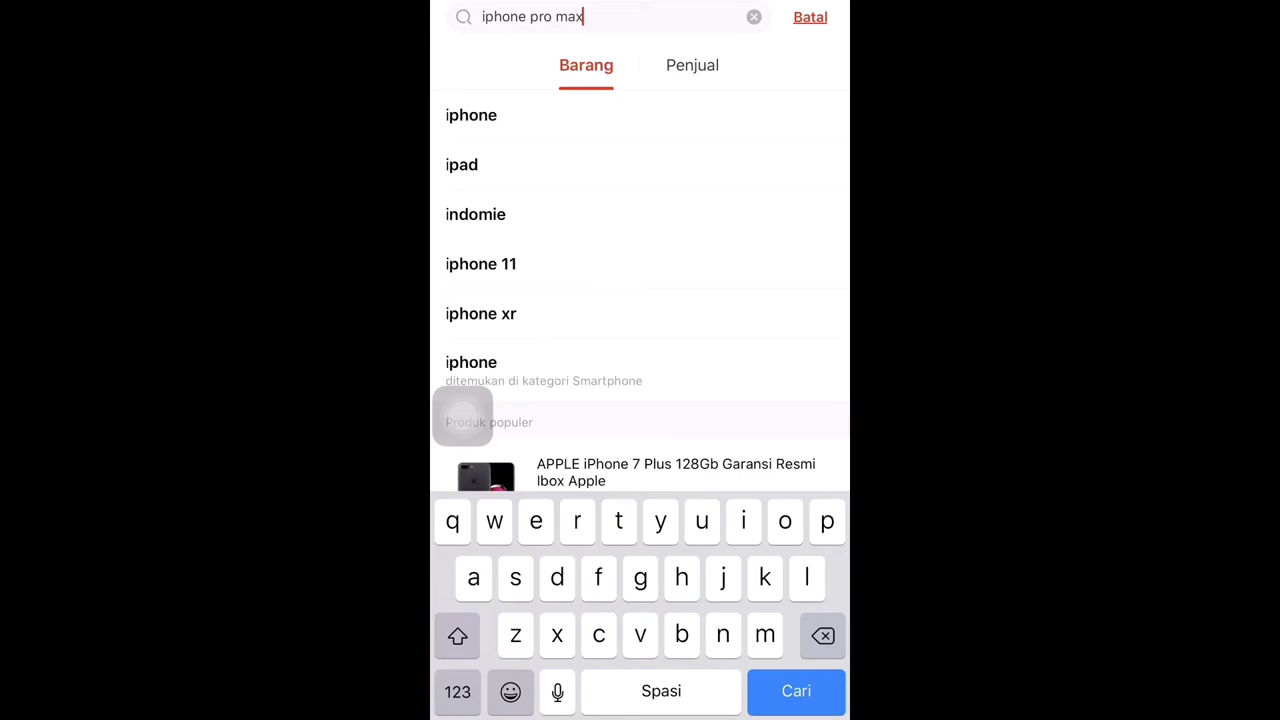 iphone pro max
Batal
Barang
Penjual
iphone
ipad
indomie
iphone 11
iphone xr
iphone
ditemukan di kategori Smartphone
Produk populer
APPLE iPhone 7 Plus 128Gb Garansi Resmi
Ibox Apple
q w e r t y u i o p
a s d f g h j k l
z x c v b n m
123
Spasi
Cari